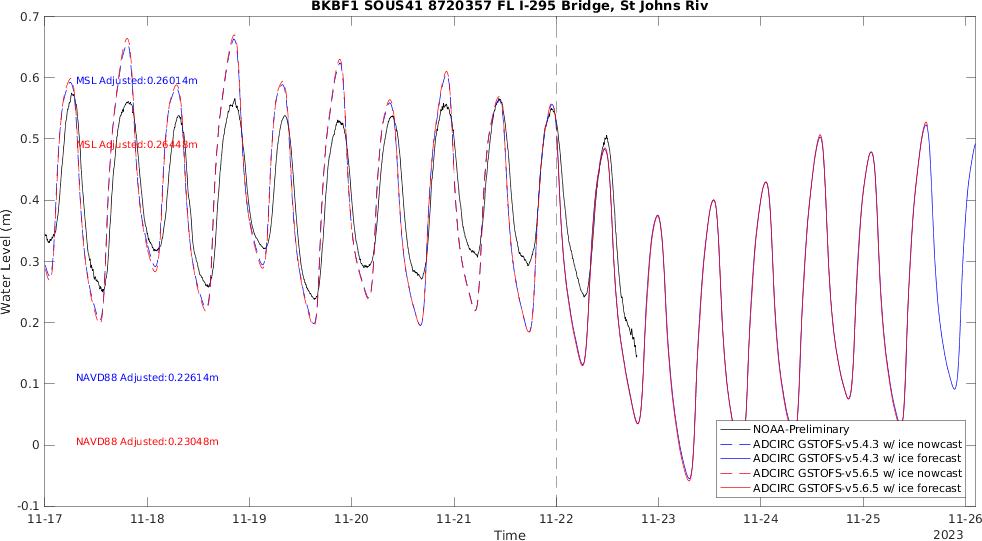 BKBF1 SOUS41 8720357 FL I-295 Bridge, St Johns Riv
0.7
0.6
0.5
0.4
0.3
0.2
0.1
0
-0.1
Water Level (m)
MSL Adjusted:0.26014m
MSL Adjusted:0.26448m
NAVD88 Adjusted:0.22614m
NAVD88 Adjusted:0.23048m
NOAA-Preliminary
ADCIRC GSTOFS-v5.4.3 w/ ice nowcast
ADCIRC GSTOFS-v5.4.3 w/ ice forecast
ADCIRC GSTOFS-v5.6.5 w/ ice nowcast
ADCIRC GSTOFS-v5.6.5 w/ ice forecast
11-17 11-18 11-19 11-20 11-21 11-22 11-23 11-24 11-25 11-26
Time
2023